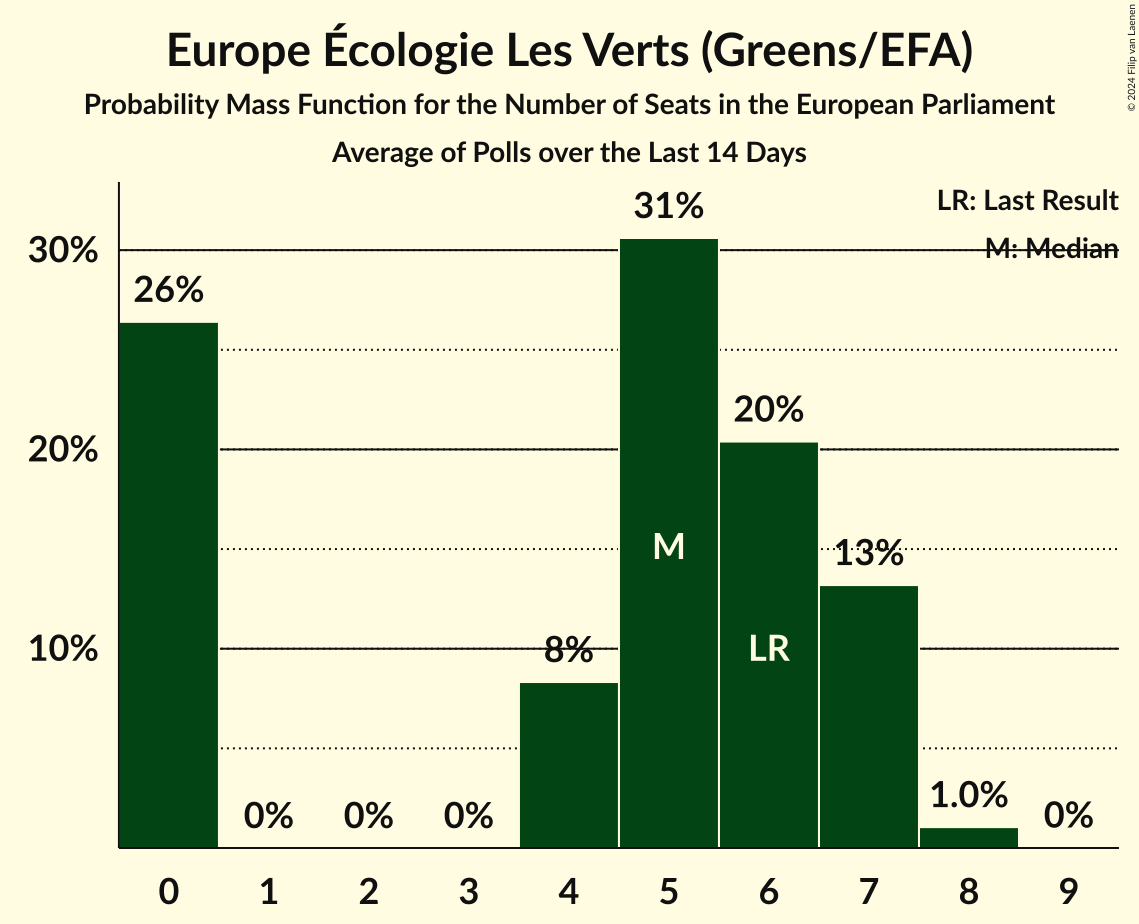 Europe Écologie Les Verts (Greens/EFA)
Probability Mass Function for the Number of Seats in the European Parliament
Average of Polls over the Last 14 Days
© 2024 Filip van Laenen
LR: Last Result
M: Median
30%
20%
10%
26%
0%
0%
0%
8%
31%
20%
13%
1.0%
0%
M
LR
0 1 2 3 4 5 6 7 8 9